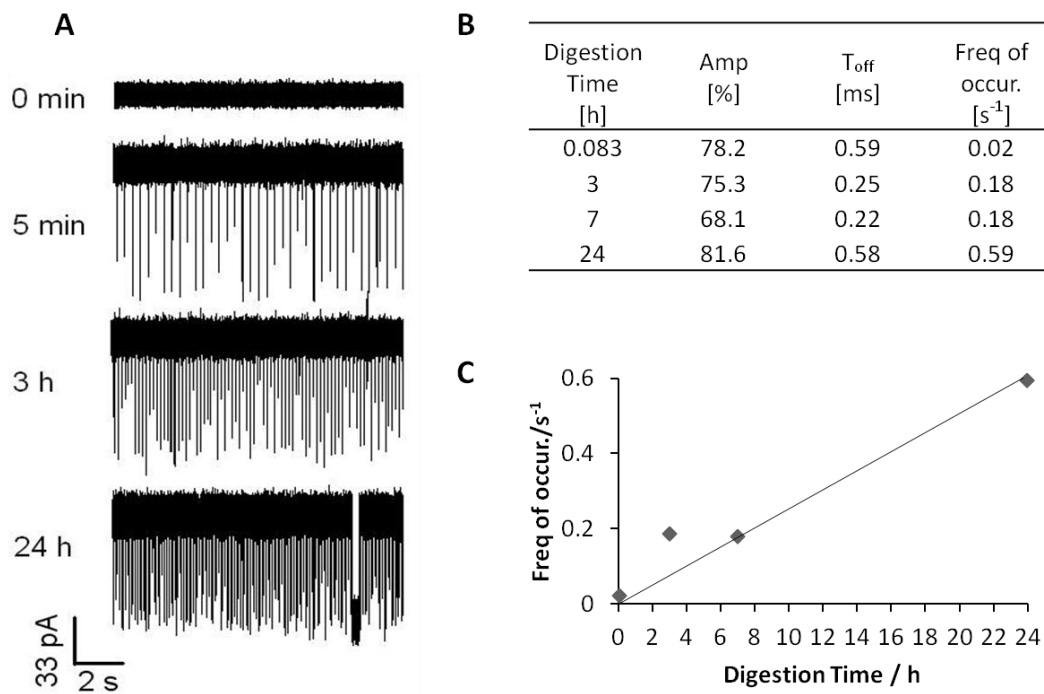 A
0 min
5 min
3 h
24 h
33 pA
2 s
B
Digestion Time [h] Amp [%] Toff [ms] Freq of occur. [s-1]
0.083 78.2 0.59 0.02
3 75.3 0.25 0.18
7 68.1 0.22 0.18
24 81.6 0.58 0.59
C
Freq of occur./s-1
0.6
0.4
0.2
0
0 2 4 6 8 10 12 14 16 18 20 22 24
Digestion Time / h